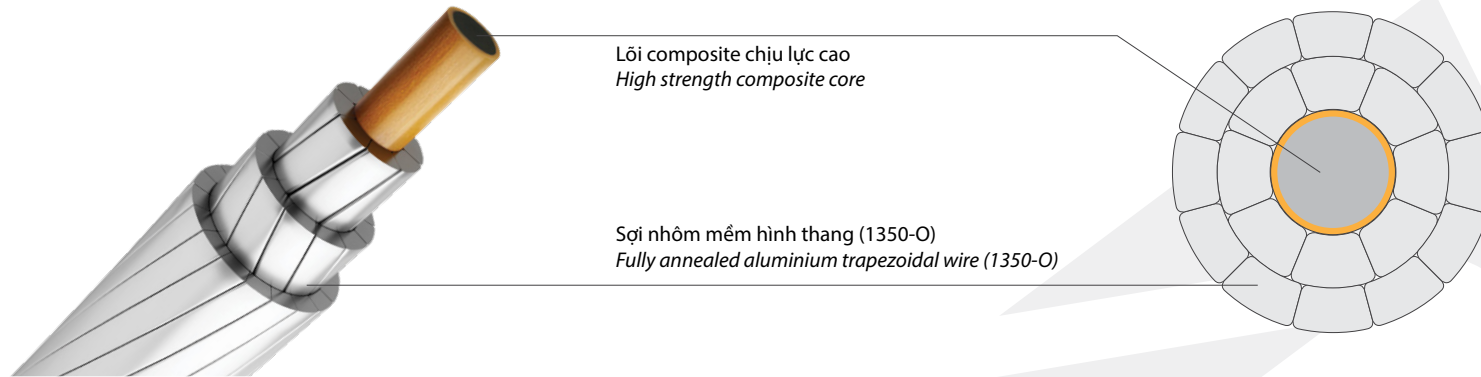 Lõi composite chịu lực cao
High strength composite core
Sợi nhôm mềm hình thang (1350-O)
Fully annealed aluminium trapezoidal wire (1350-O)